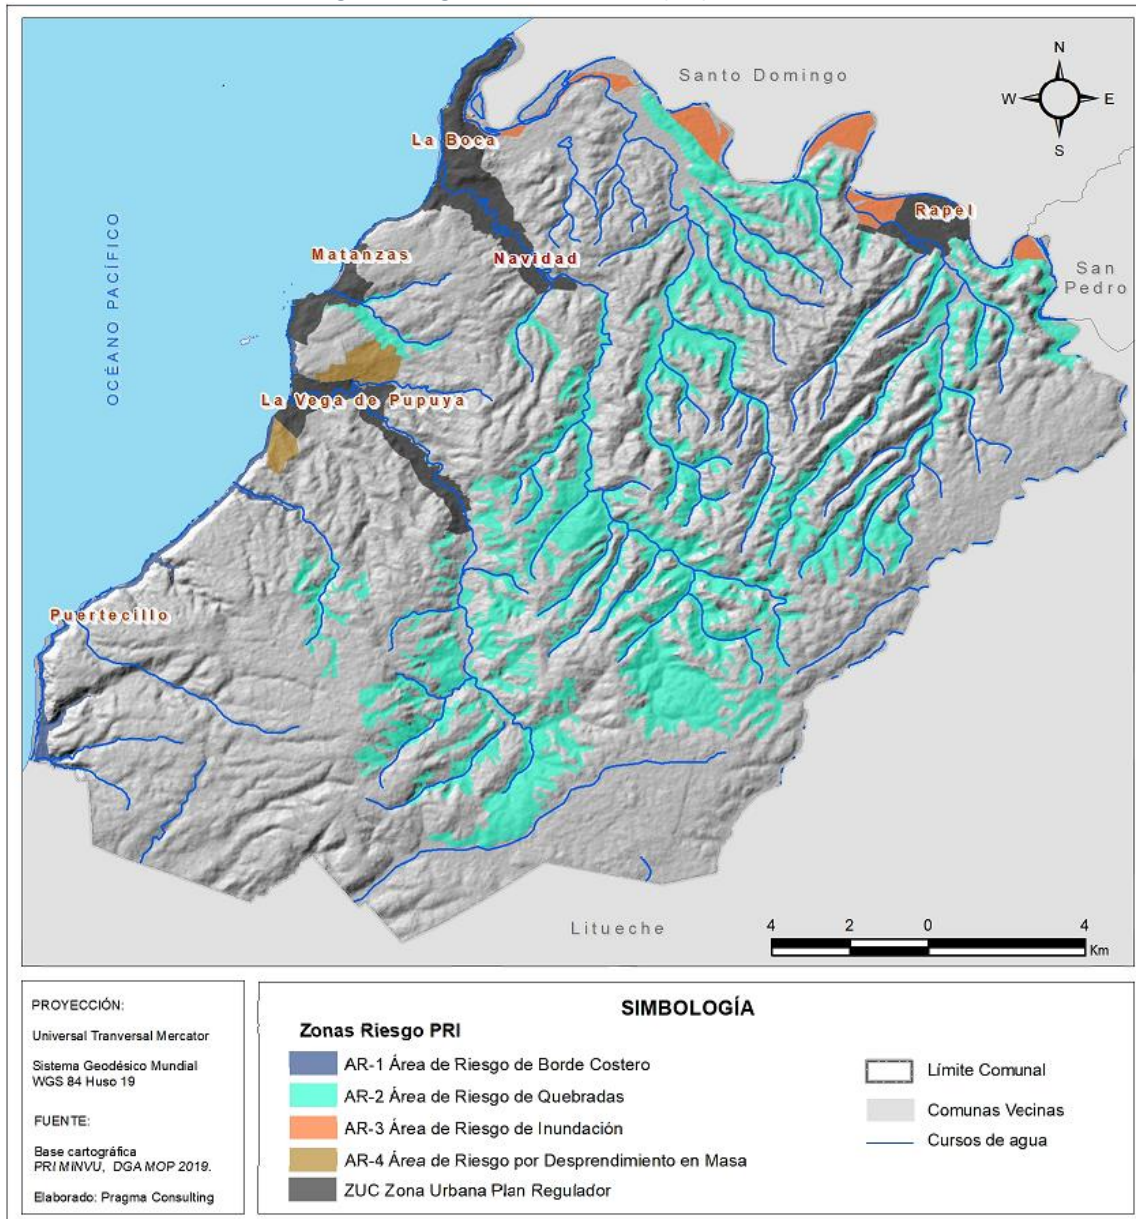 Santo Domingo
N
W
E
S
La Boca
Rapel
OCÉANO PACÍFICO
Matanzas
Navidad
San
Pedro
La Vega de Pupuya
Puertecillo
Litueche
4 2 0 4
Km
PROYECCIÓN:
Universal Tranversal Mercator
Sistema Geodésico Mundial
WGS 84 Huso 19
FUENTE:
Base cartográfica
PRI MINVU, DGA MOP 2019.
Elaborado: Pragma Consulting
SIMBOLOGÍA
Zonas Riesgo PRI
AR-1 Área de Riesgo de Borde Costero
AR-2 Área de Riesgo de Quebradas
AR-3 Área de Riesgo de Inundación
AR-4 Área de Riesgo por Desprendimiento en Masa
ZUC Zona Urbana Plan Regulador
Límite Comunal
Comunas Vecinas
Cursos de agua